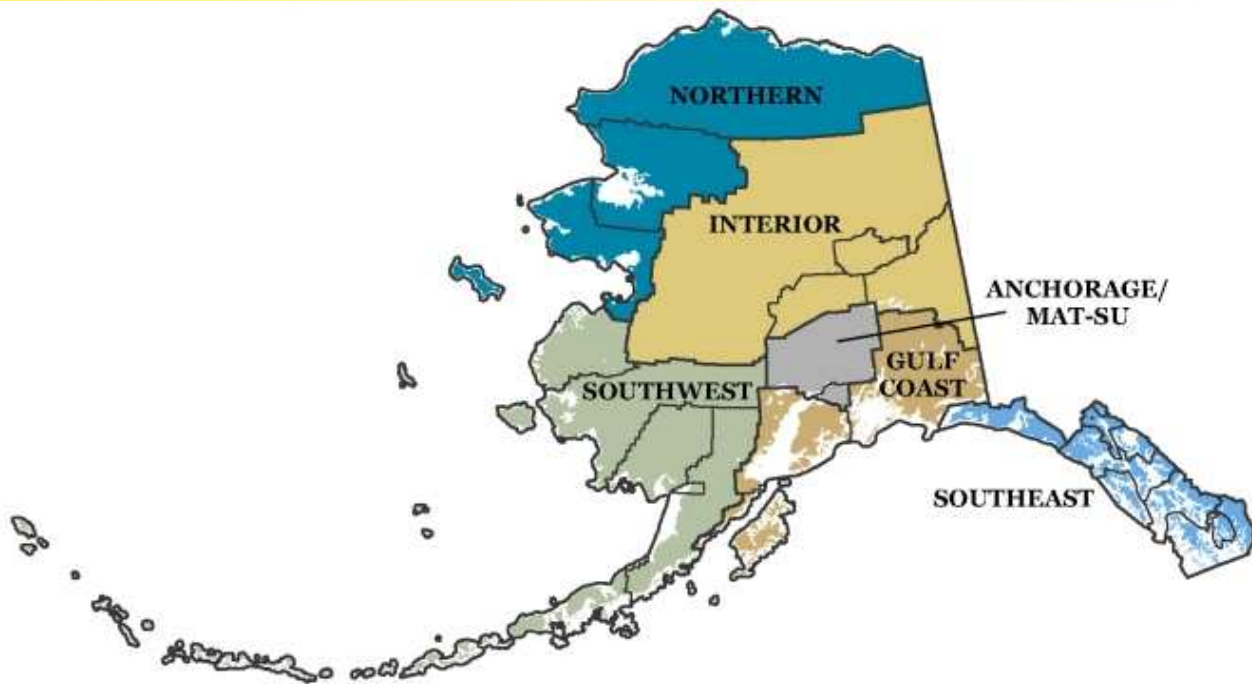 NORTHERN
INTERIOR
ANCHORAGE/
MAT-SU
GULF
COAST
SOUTHWEST
SOUTHEAST